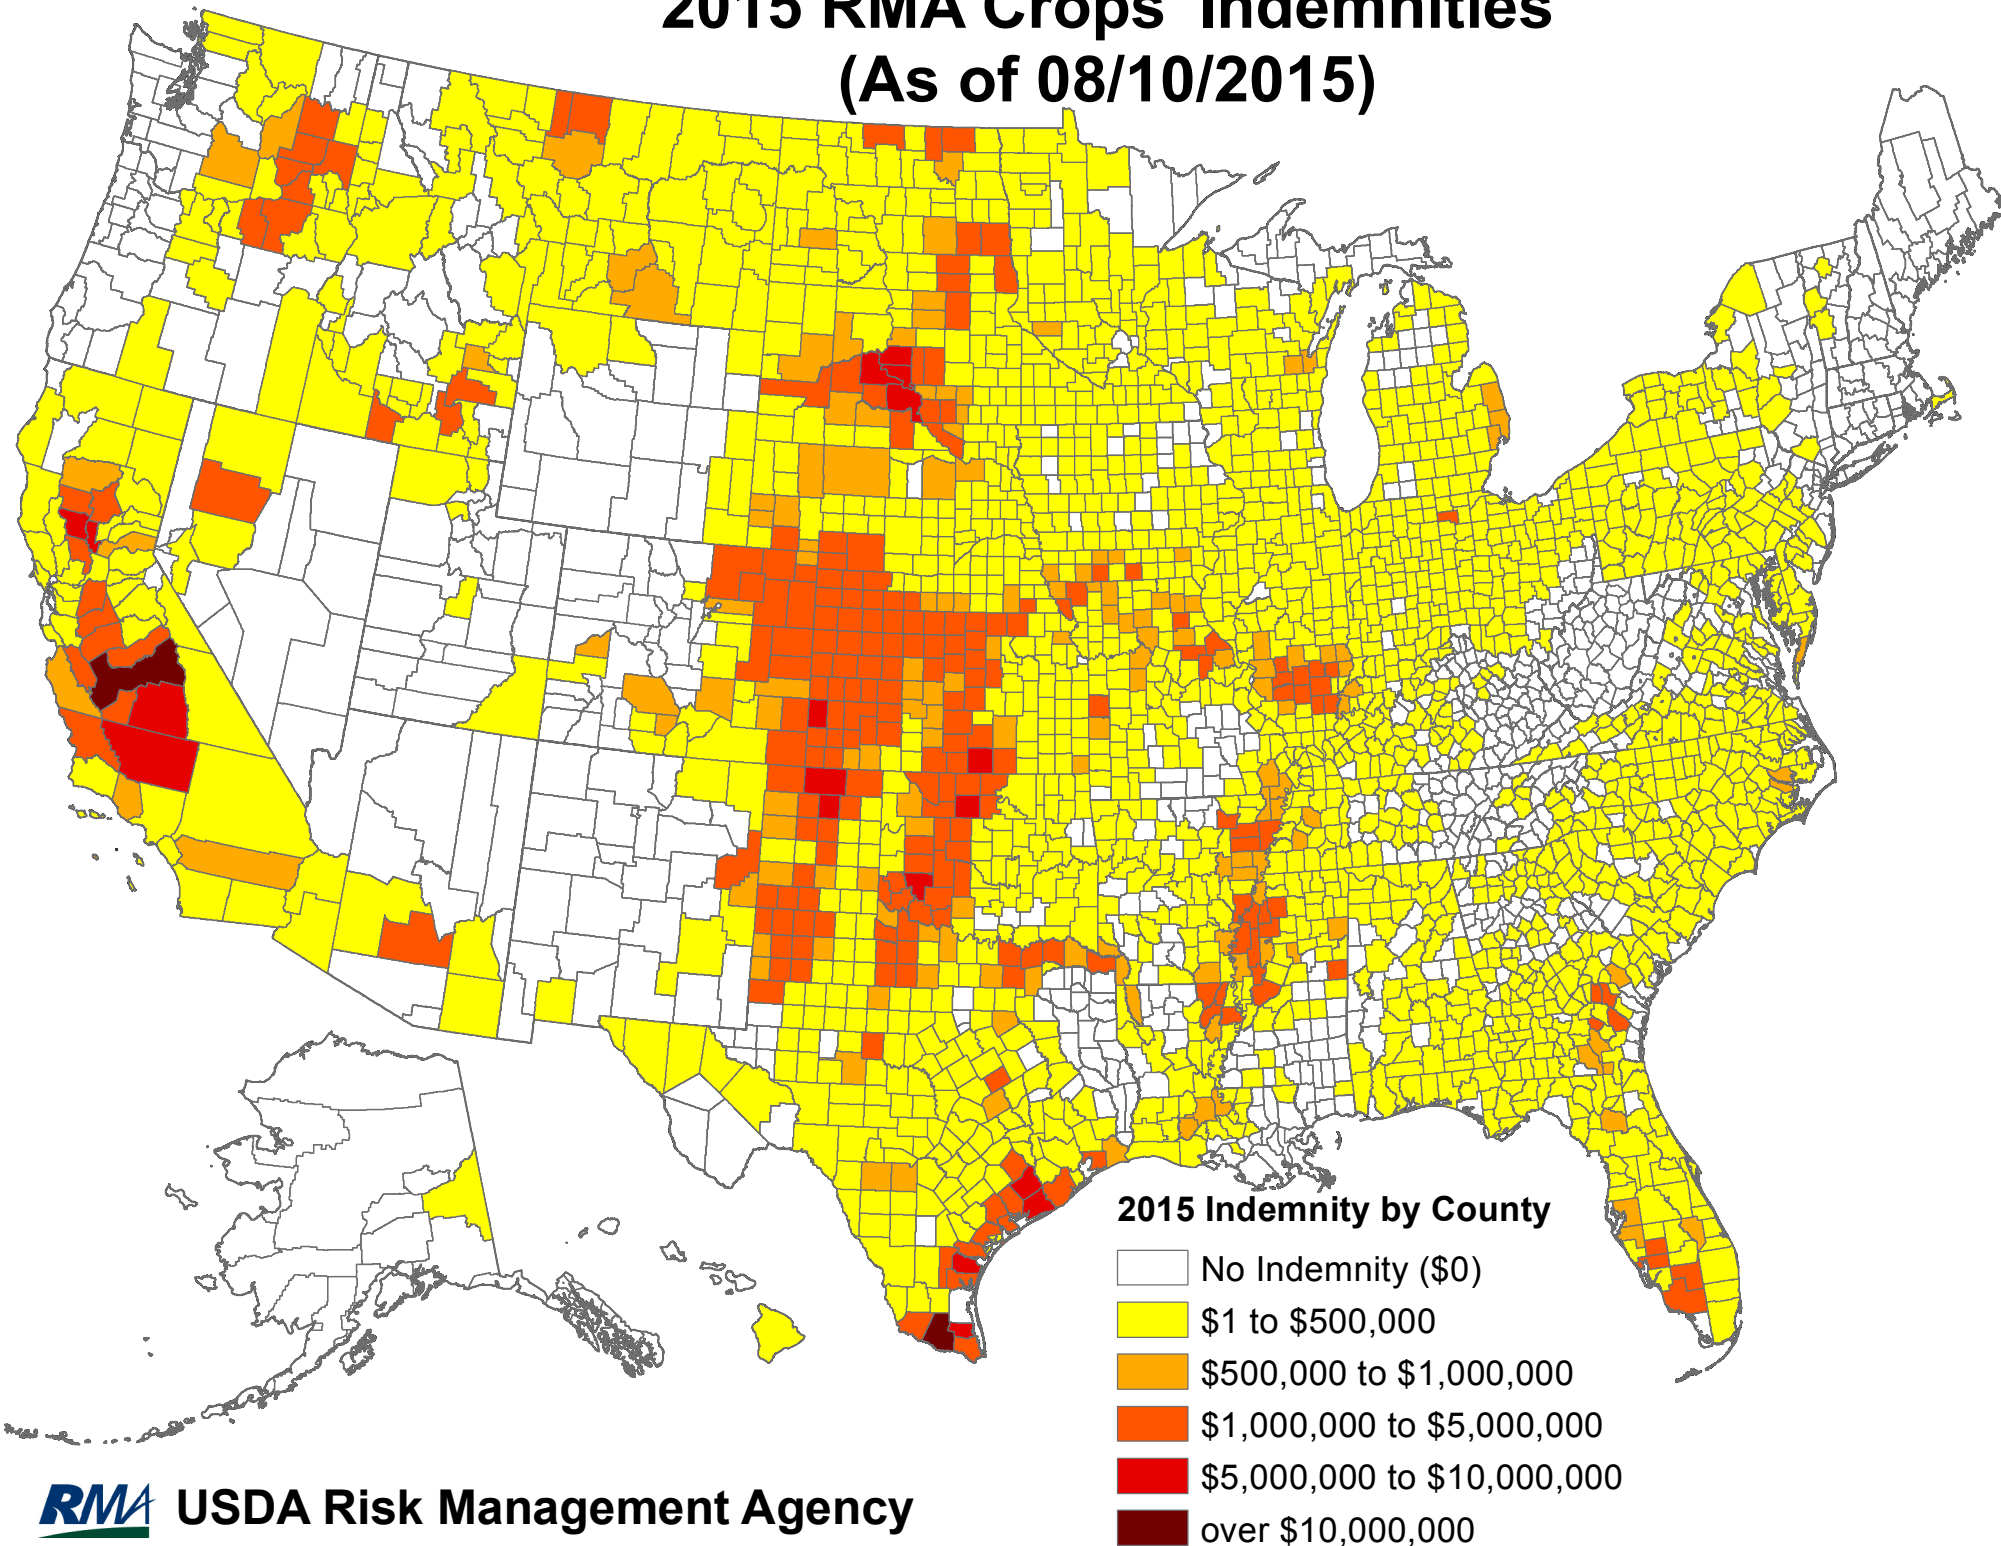 2015 RMA Crops' Indemnities
(As of 08/10/2015)
2015 Indemnity by County
No Indemnity ($0)
$1 to $500,000
$500,000 to $1,000,000
$1,000,000 to $5,000,000
$5,000,000 to $10,000,000
over $10,000,000
RMA USDA Risk Management Agency